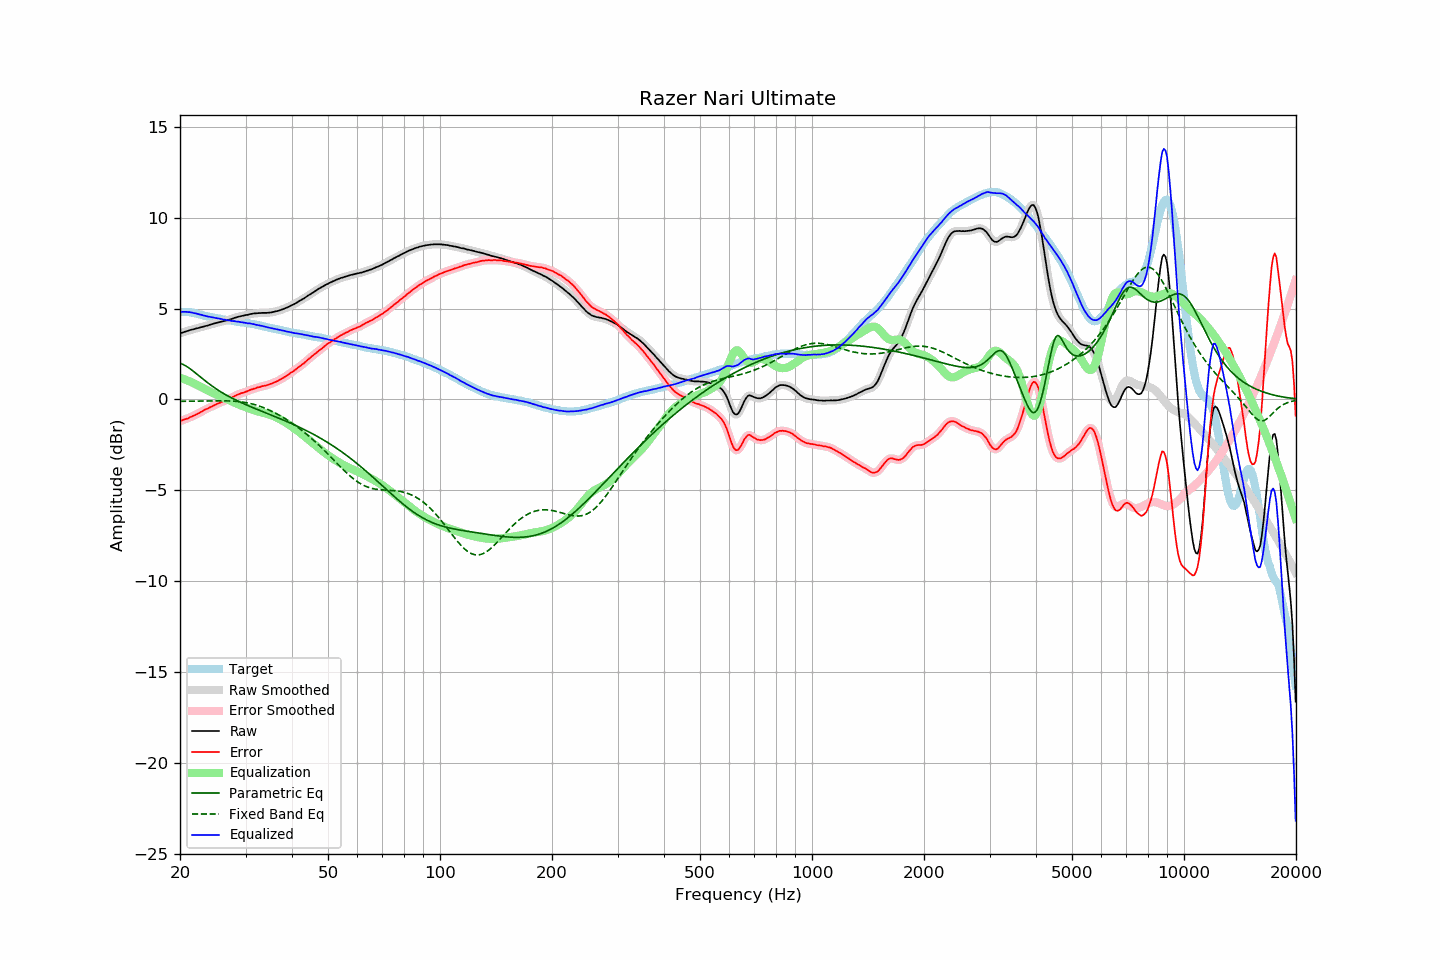 Razer Nari Ultimate
Amplitude (dBr)
15
10
5
0
−5
−10
−15
−20
−25
Target
Raw Smoothed
Error Smoothed
Raw
Error
Equalization
Parametric Eq
Fixed Band Eq
Equalized
20 50 100 200 500 1000 2000 5000 10000 20000
Frequency (Hz)